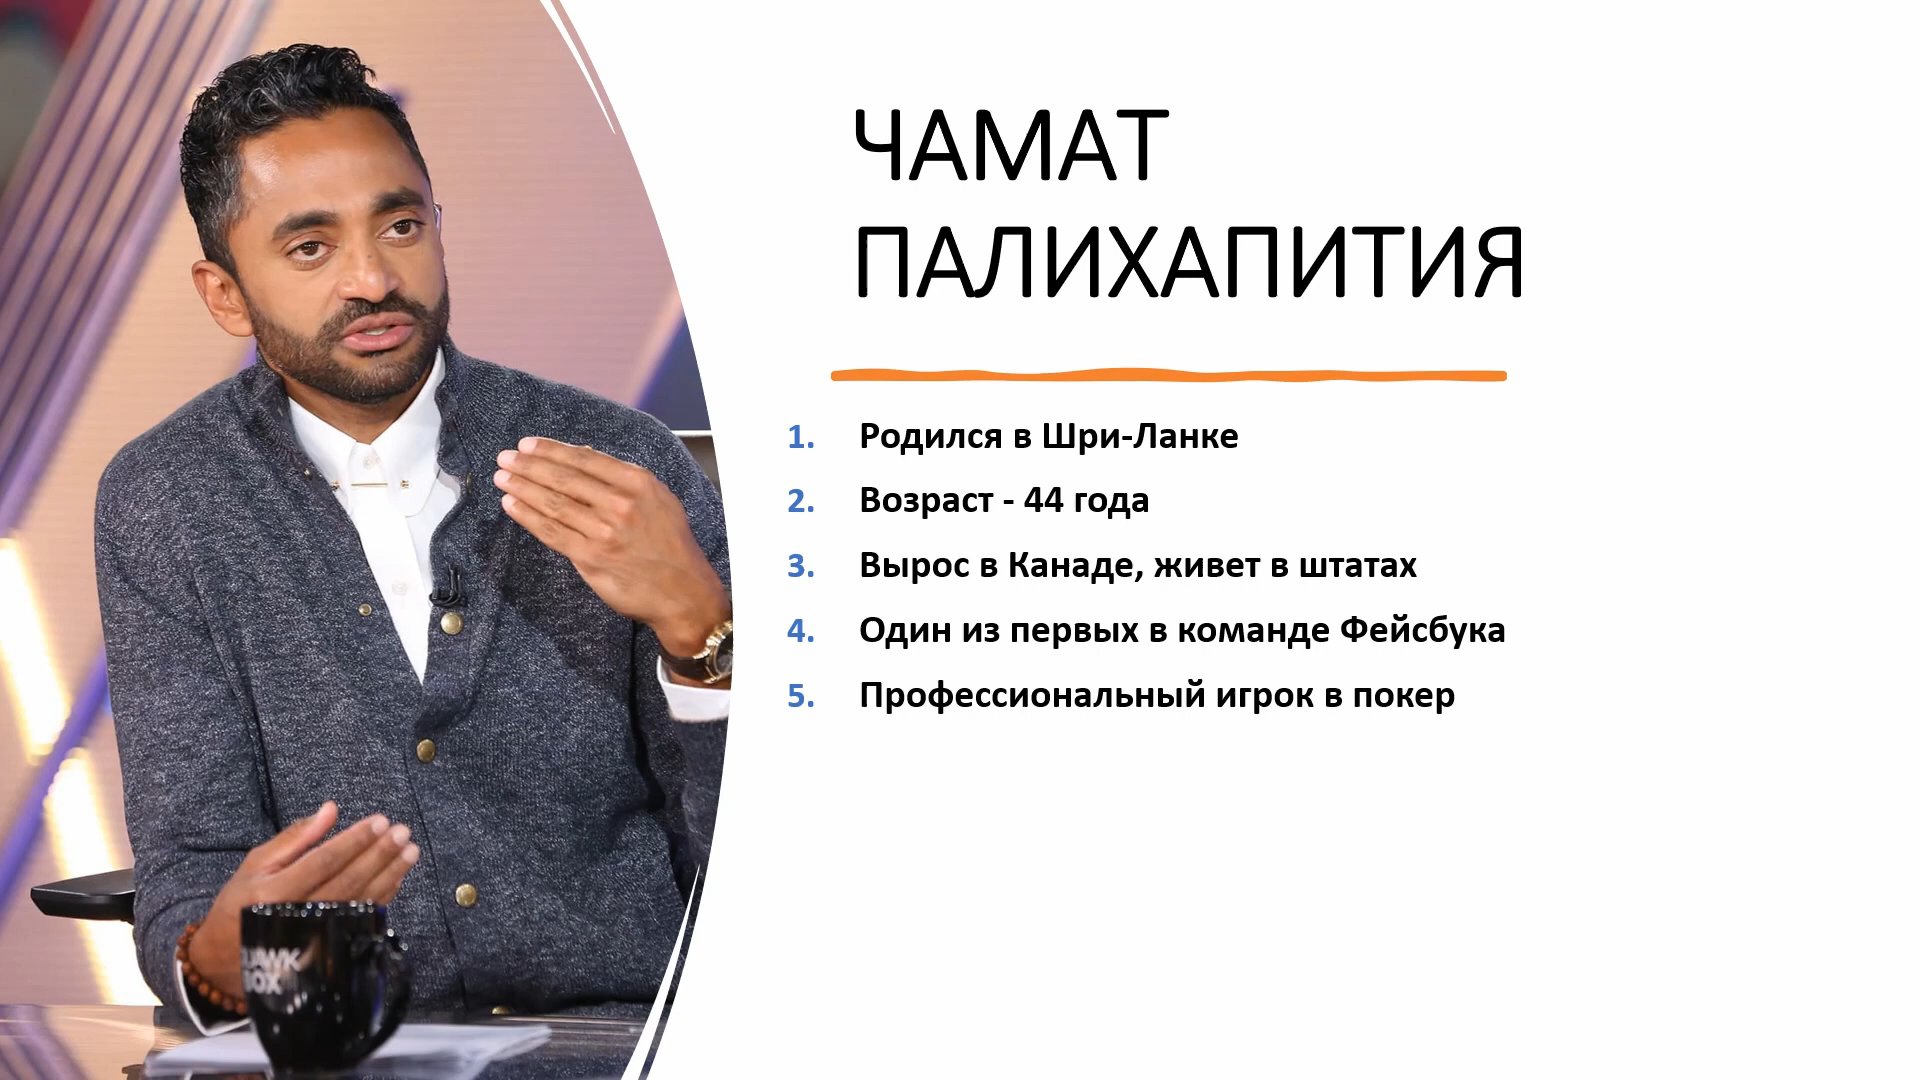 ЧАМАТ
ПАЛИХАПИТИЯ
1. Родился в Шри-Ланке
2. Возраст - 44 года
3. Вырос в Канаде, живет в штатах
4. Один из первых в команде Фейсбука
5. Профессиональный игрок в покер
BOX